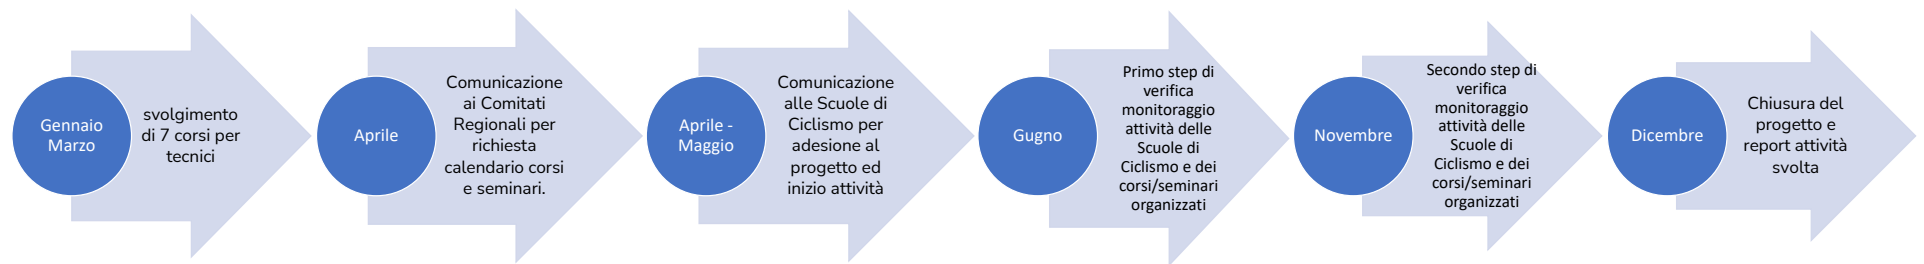 Gennaio
Marzo
svolgimento
di 7 corsi per
tecnici
Aprile
Comunicazione
ai Comitati
Regionali per
richiesta
calendario corsi
e seminari.
Aprile -
Maggio
Comunicazione
alle Scuole di
Ciclismo per
adesione al
progetto ed
inizio attività
Gugno
Primo step di
verifica
monitoraggio
attività delle
Scuole di
Ciclismo e dei
corsi/seminari
organizzati
Novembre
Secondo step di
verifica
monitoraggio
attività delle
Scuole di
Ciclismo e dei
corsi/seminari
organizzati
Dicembre
Chiusura del
progetto e
report attività
svolta